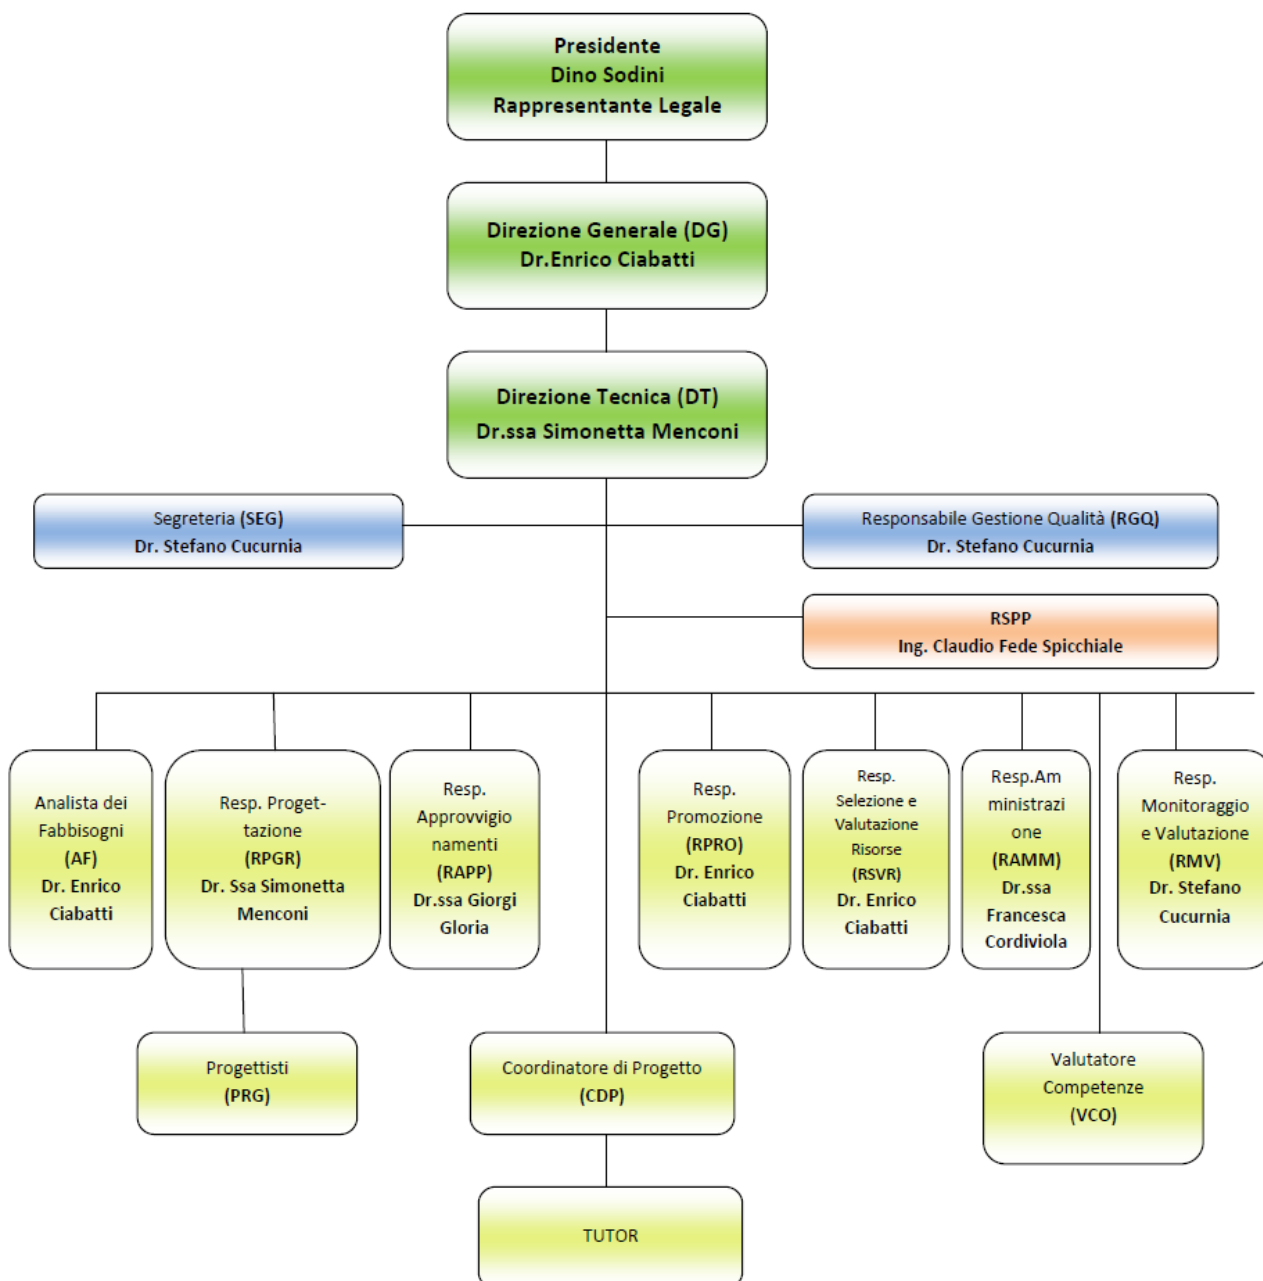 Presidente
Dino Sodini
Rappresentante Legale
Direzione Generale (DG)
Dr.Enrico Ciabatti
Direzione Tecnica (DT)
Dr.ssa Simonetta Menconi
Segreteria (SEG)
Dr. Stefano Cucurnia
Responsabile Gestione Qualità (RGQ)
Dr. Stefano Cucurnia
RSPP
Ing. Claudio Fede Spicchiale
Analista dei
Fabbisogni
(AF)
Dr. Enrico
Ciabatti
Resp. Proget-
tazione
(RPGR)
Dr. Ssa Simonetta
Menconi
Resp.
Approvvigio
namenti
(RAPP)
Dr.ssa Giorgi
Gloria
Resp.
Promozione
(RPRO)
Dr. Enrico
Ciabatti
Resp.
Selezione e
Valutazione
Risorse
(RSVR)
Dr. Enrico
Ciabatti
Resp.Am
ministrazi
one
(RAMM)
Dr.ssa
Francesca
Cordiviola
Resp.
Monitoraggio
e Valutazione
(RMV)
Dr. Stefano
Cucurnia
Progettisti
(PRG)
Coordinatore di Progetto
(CDP)
Valutatore
Competenze
(VCO)
TUTOR